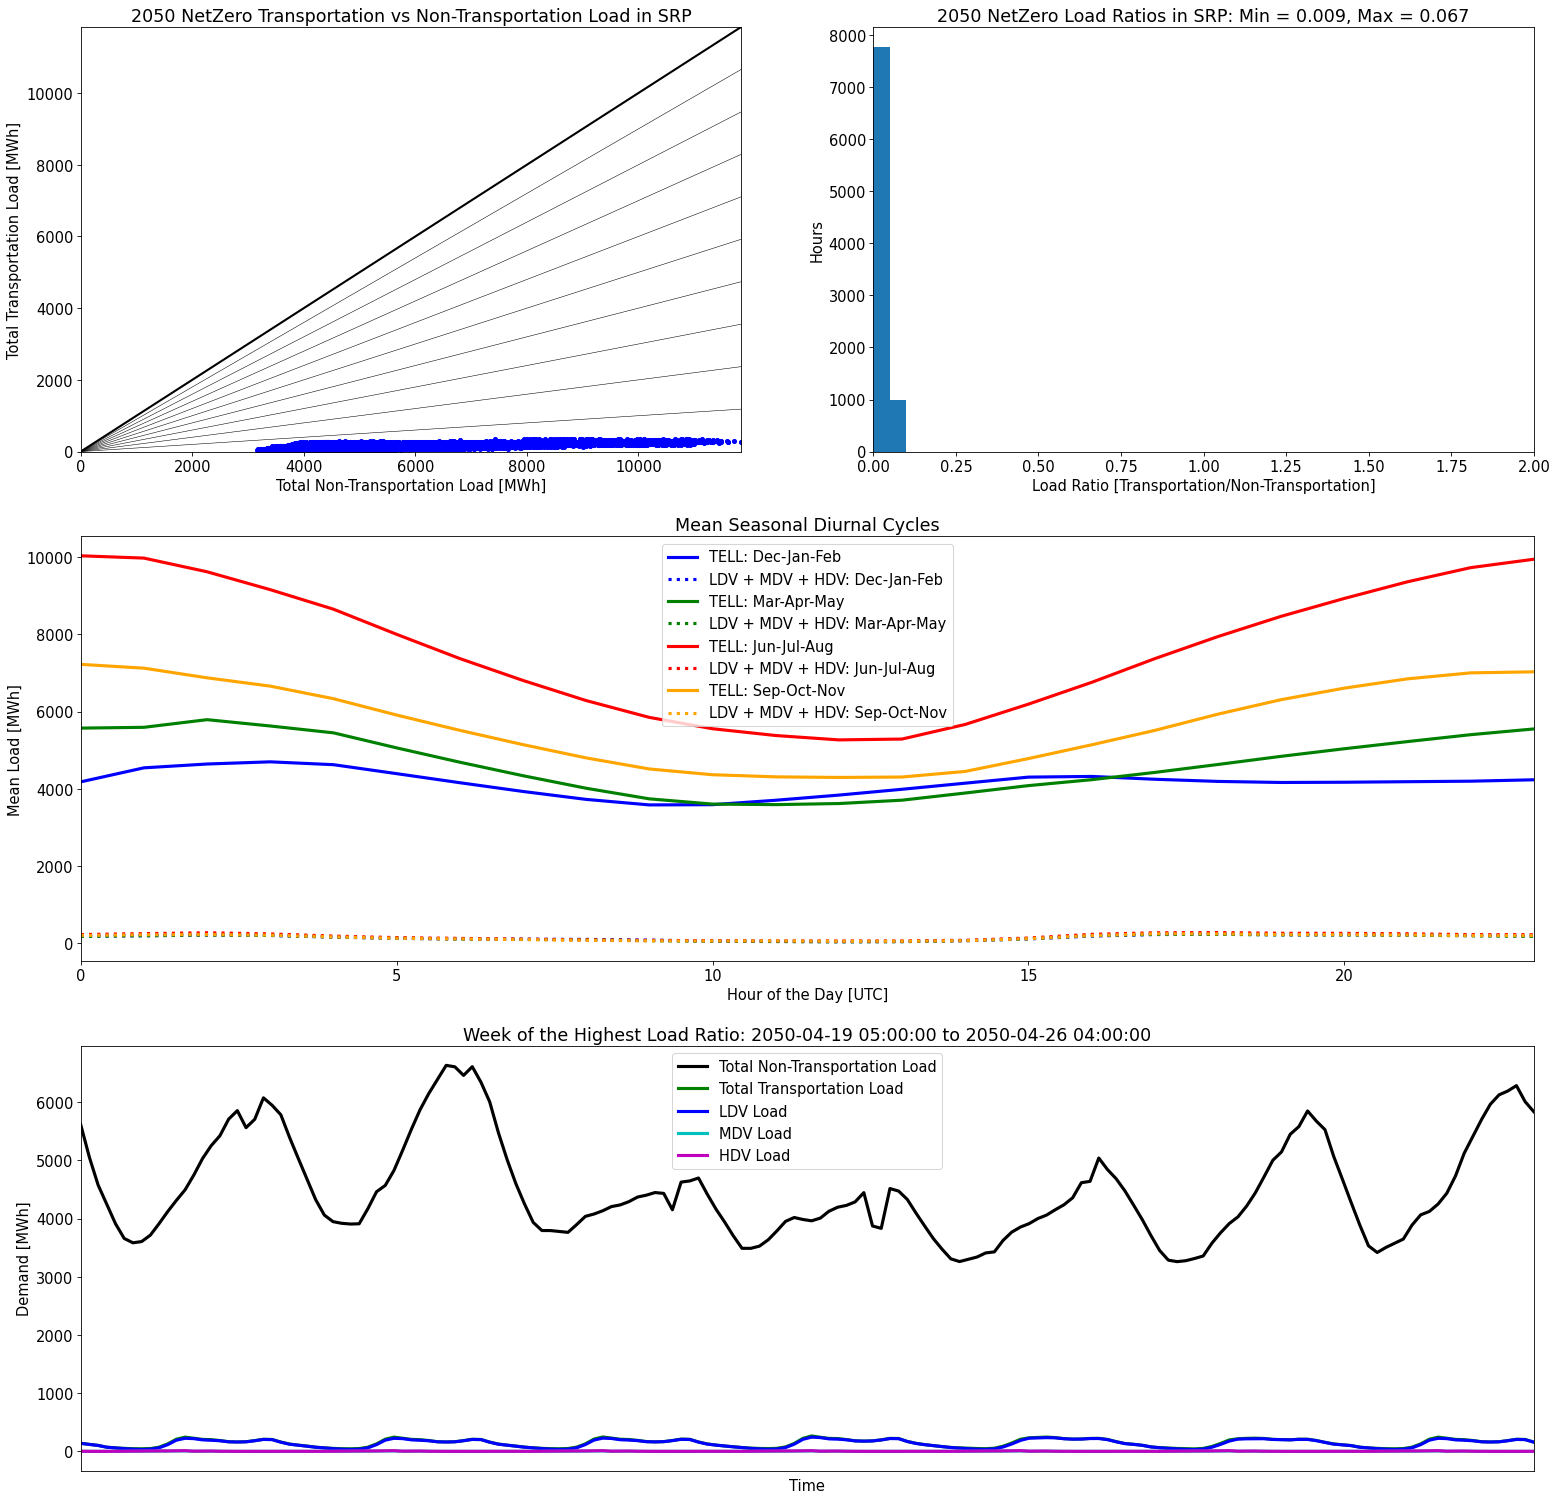 2050 NetZero Transportation vs Non-Transportation Load in SRP
Total Transportation Load [MWh]
10000
8000
6000
4000
2000
0
0 2000 4000 6000 8000 10000
Total Non-Transportation Load [MWh]
2050 NetZero Load Ratios in SRP: Min = 0.009, Max = 0.067
Hours
8000
7000
6000
5000
4000
3000
2000
1000
0
0.00 0.25 0.50 0.75 1.00 1.25 1.50 1.75 2.00
Load Ratio [Transportation/Non-Transportation]
Mean Seasonal Diurnal Cycles
Mean Load [MWh]
10000
8000
6000
4000
2000
0
TELL: Dec-Jan-Feb
LDV + MDV + HDV: Dec-Jan-Feb
TELL: Mar-Apr-May
LDV + MDV + HDV: Mar-Apr-May
TELL: Jun-Jul-Aug
LDV + MDV + HDV: Jun-Jul-Aug
TELL: Sep-Oct-Nov
LDV + MDV + HDV: Sep-Oct-Nov
0 5 10 15 20
Hour of the Day [UTC]
Week of the Highest Load Ratio: 2050-04-19 05:00:00 to 2050-04-26 04:00:00
Demand [MWh]
6000
5000
4000
3000
2000
1000
0
Total Non-Transportation Load
Total Transportation Load
LDV Load
MDV Load
HDV Load
Time